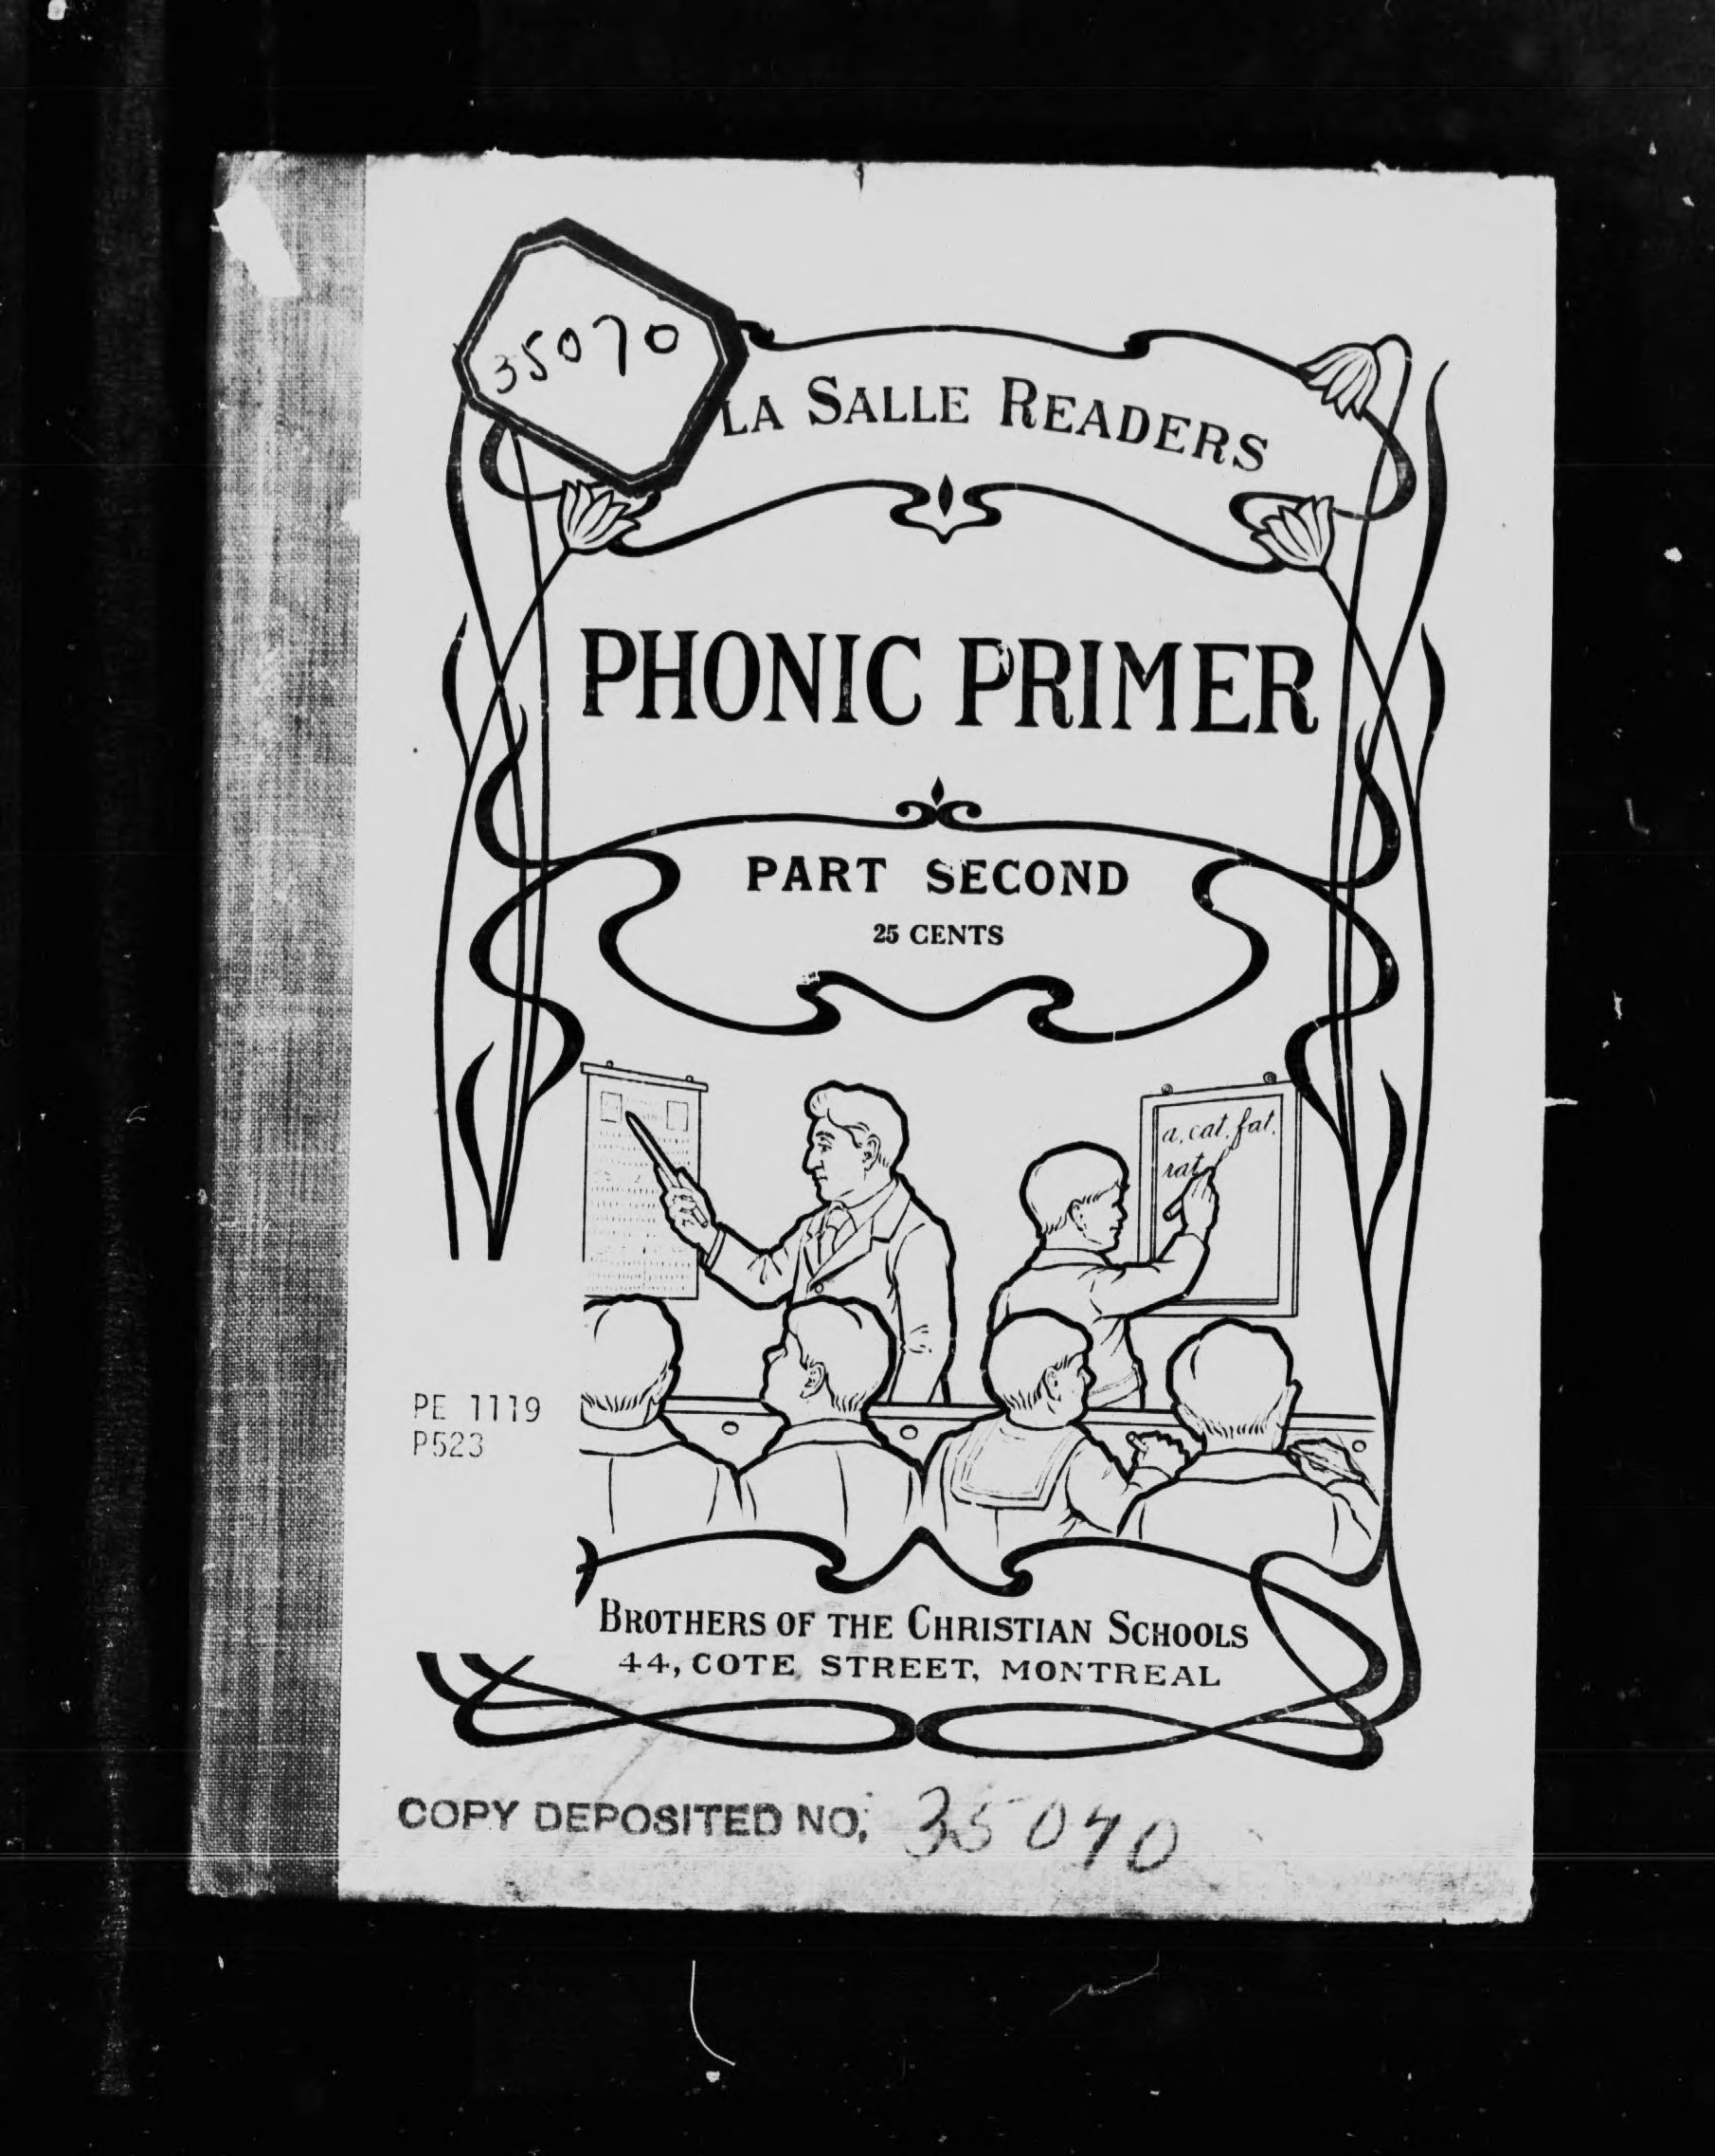 35070
LA SALLE READERS
PHONIC PRIMER
PART SECOND
25 CENTS
a, cat, fat,
rat
PE 1119
P523
BROTHERS OF THE CHRISTIAN SCHOOLS
44, COTE STREET, MONTREAL
COPY DEPOSITED NO, 35070